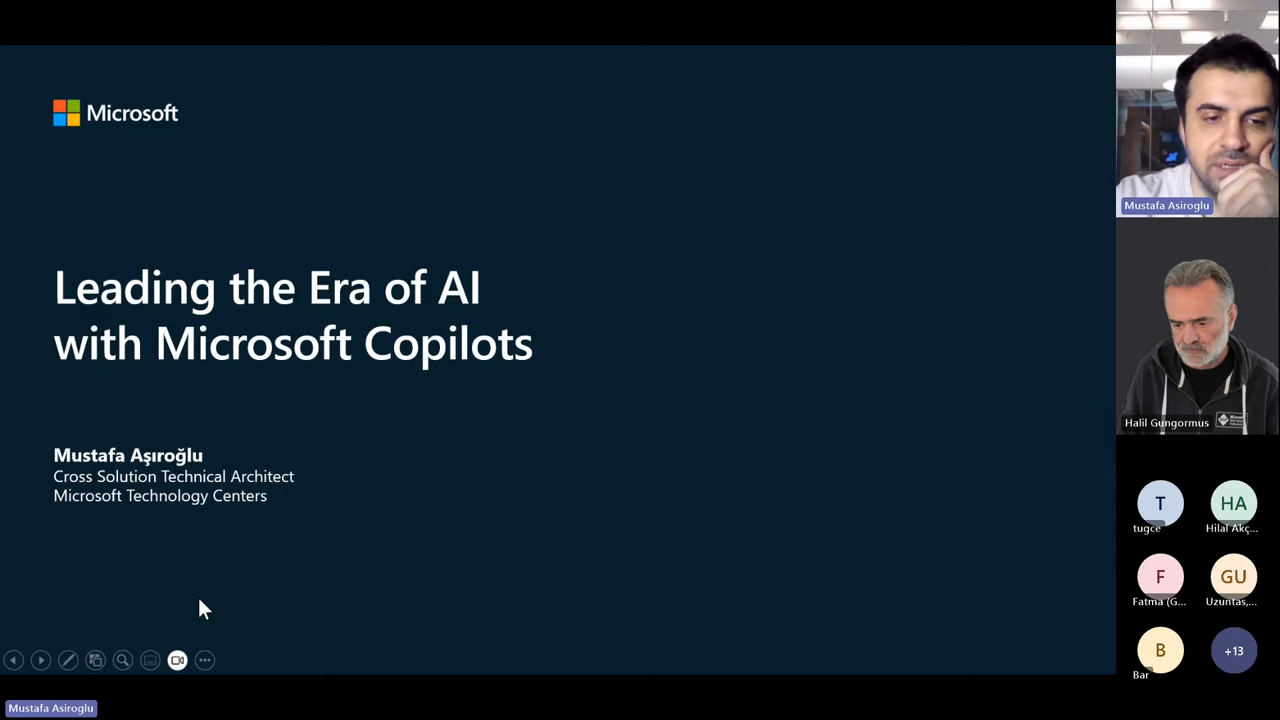 Microsoft
Leading the Era of AI
with Microsoft Copilots
Mustafa Aşıroğlu
Cross Solution Technical Architect
Microsoft Technology Centers
Mustafa Asiroglu
Halil Gungormus
T
HA
tugce
Hilal Akç...
F
GU
Fatma (G...
Uzuntas,...
B
+13
Bar
Mustafa Asiroglu